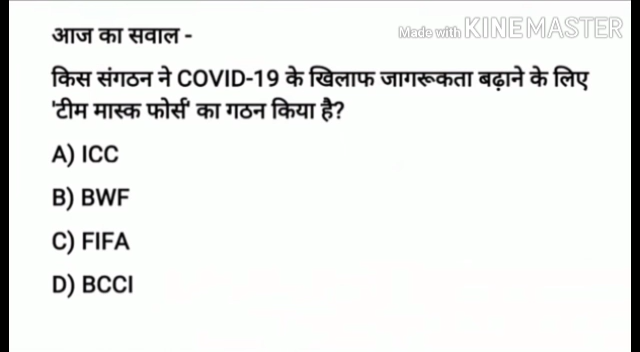 आज का सवाल -
Made with KINEMASTER
किस संगठन ने COVID-19 के खिलाफ जागरूकता बढ़ाने के लिए
'टीम मास्क फोर्स' का गठन किया है?
A) ICC
B) BWF
C) FIFA
D) BCCI